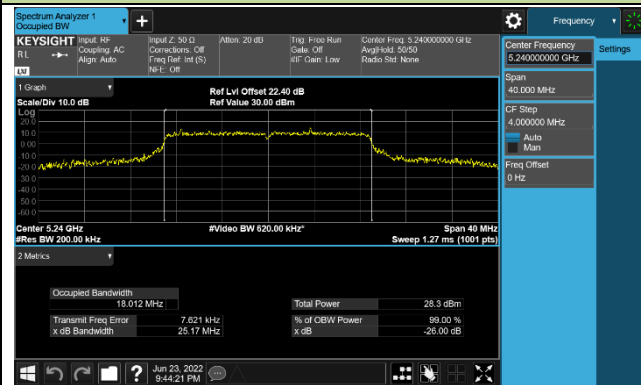 Spectrum Analyzer 1
Occupied BW
Frequency
KEYSIGHT
RL
LXI
Input: RF
Coupling: AC
Align: Auto
Input Z: 50 Ω
Corrections: Off
Freq Ref: Int (S)
NFE: Off
Atten: 20 dB
Trig: Free Run
Gate: Off
#IF Gain: Low
Center Freq: 5.240000000 GHz
Avg|Hold: 50/50
Radio Std: None
Center Frequency
5.240000000 GHz
Settings
Span
40.000 MHz
CF Step
4.000000 MHz
Auto
Man
Freq Offset
0 Hz
1 Graph
Scale/Div 10.0 dB
Ref Lvl Offset 22.40 dB
Ref Value 30.00 dBm
Log
20.0
10.0
0.00
-10.0
-20.0
-30.0
-40.0
-50.0
-60.0
Center 5.24 GHz
#Res BW 200.00 kHz
#Video BW 620.00 kHz*
Span 40 MHz
Sweep 1.27 ms (1001 pts)
2 Metrics
Occupied Bandwidth
18.012 MHz
Total Power 28.3 dBm
Transmit Freq Error 7.621 kHz
% of OBW Power 99.00 %
x dB Bandwidth 25.17 MHz
x dB -26.00 dB
?
Jun 23, 2022
9:44:21 PM